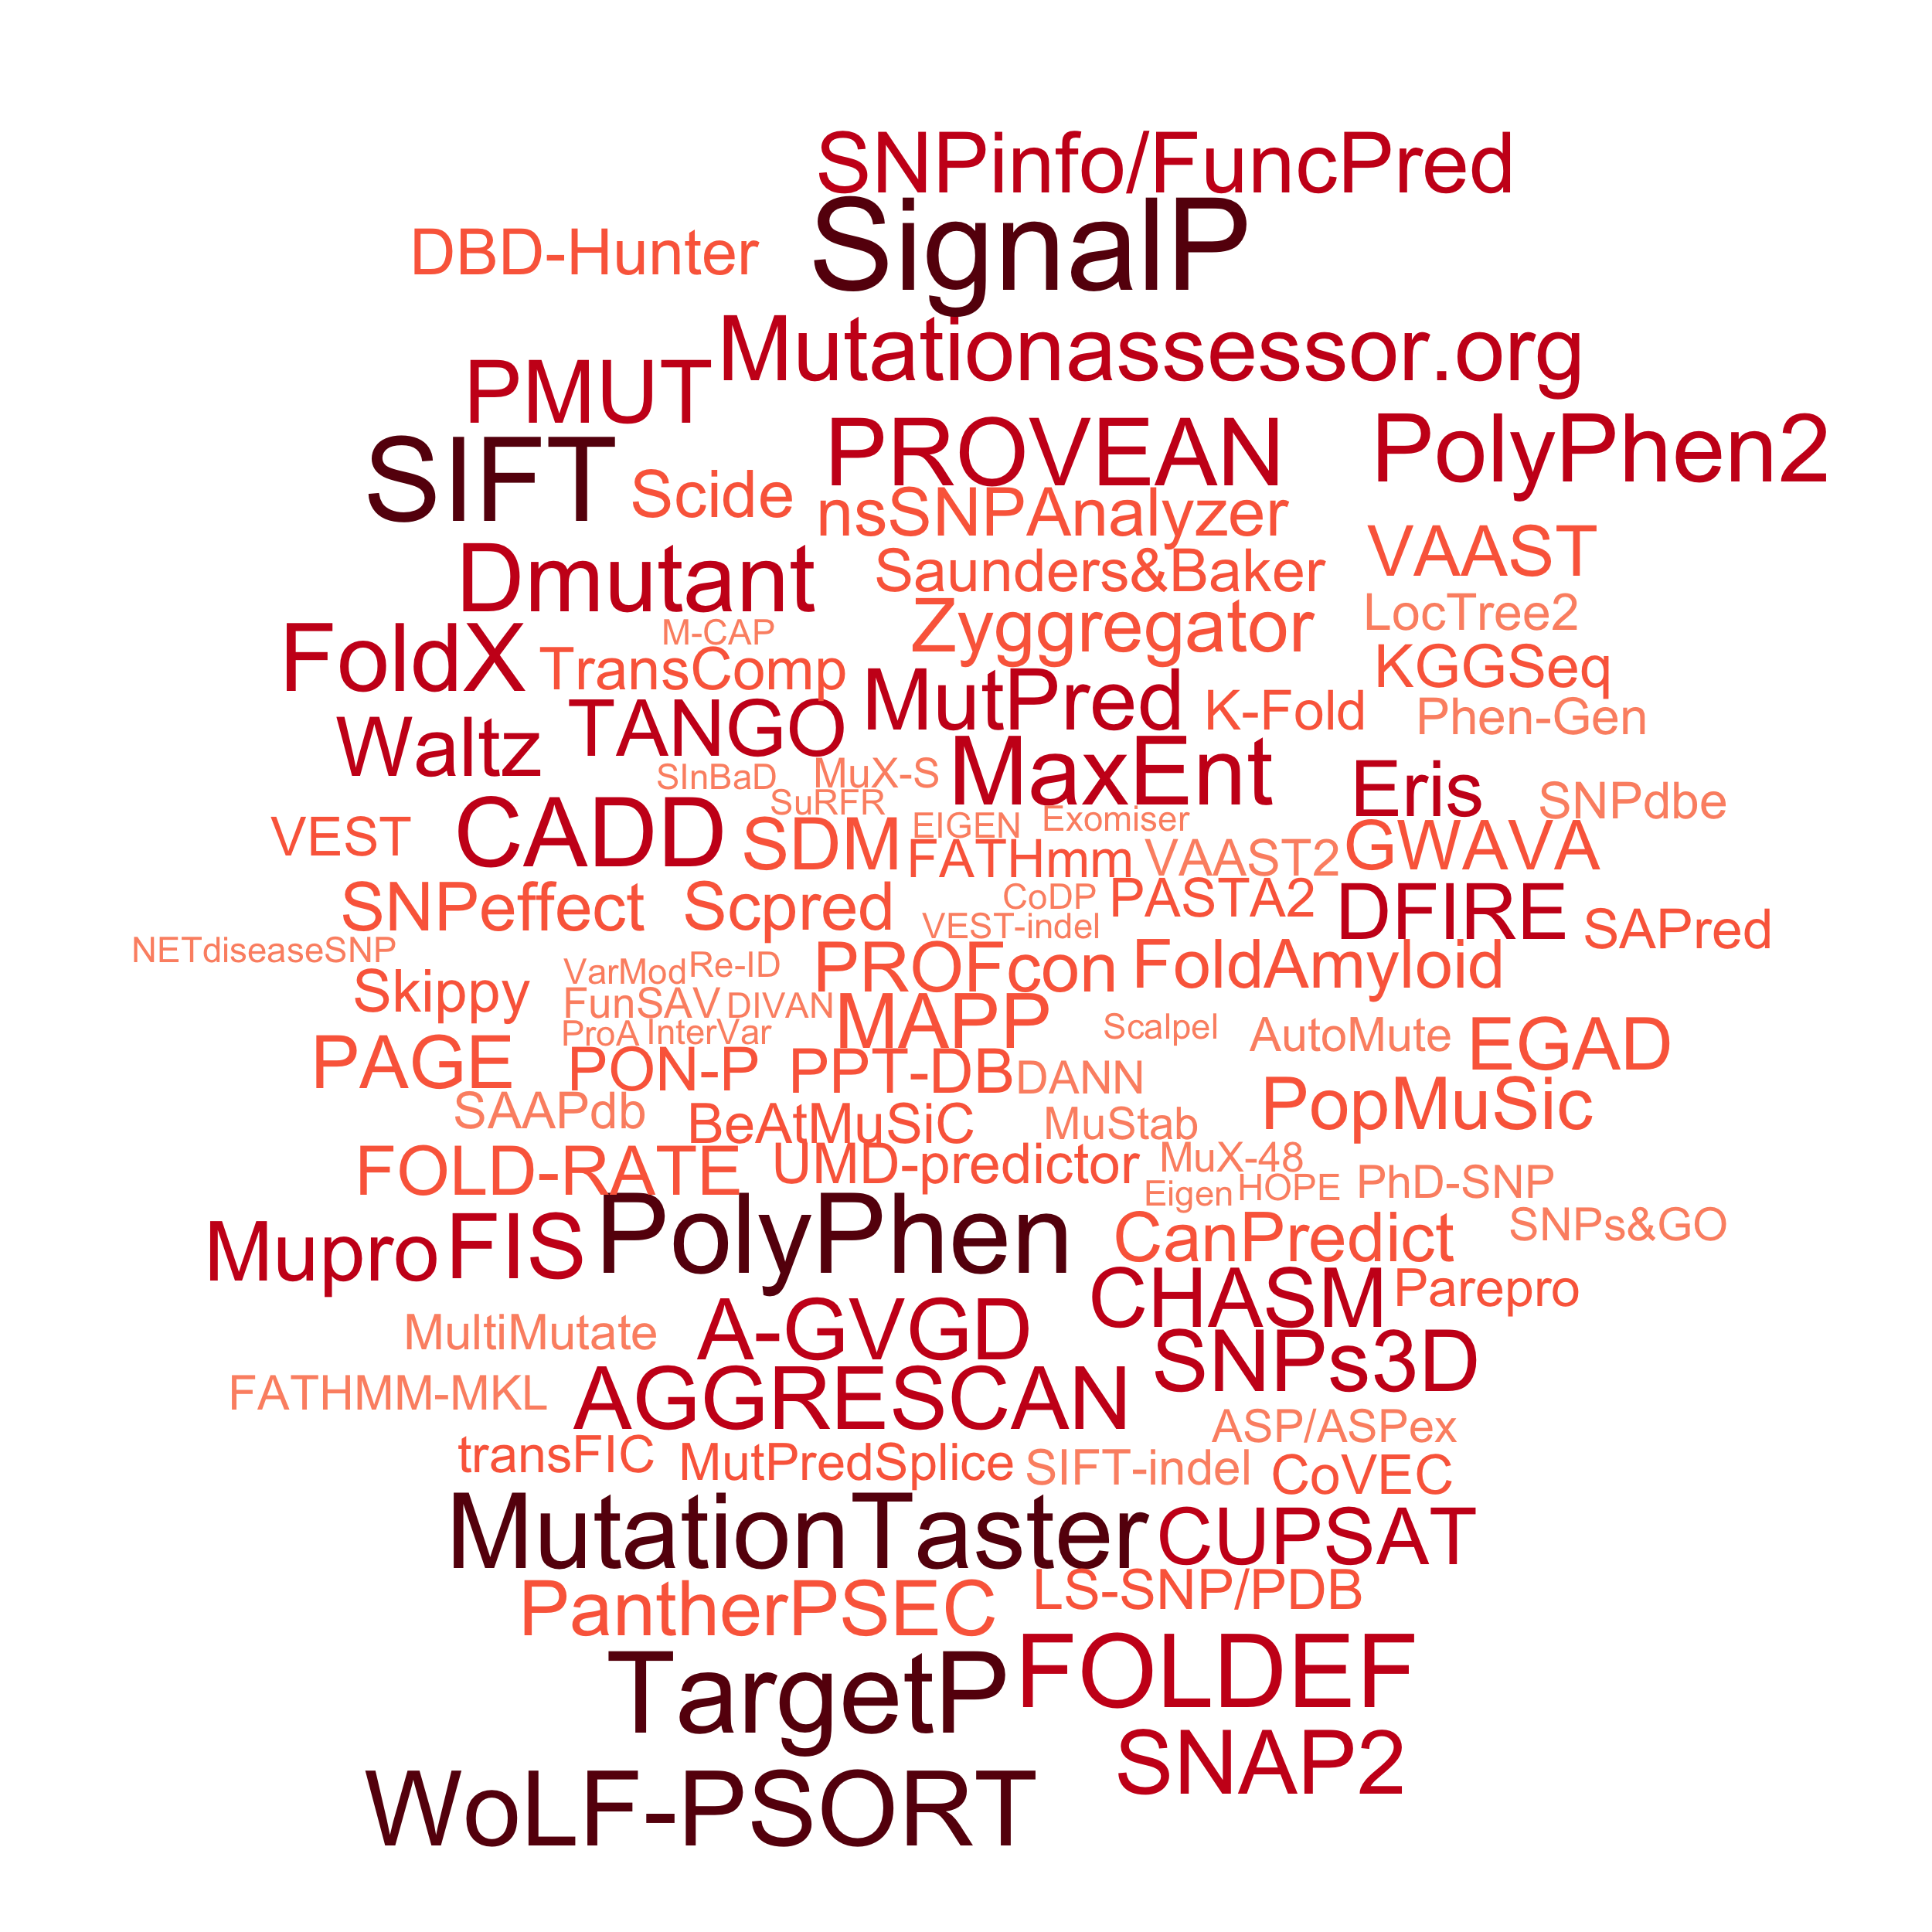 SNPinfo/FuncPred
DBD-Hunter
SignalP
Mutationassessor.org
PMUT
PROVEAN
PolyPhen2
SIFT
Scide
nsSNPAnalyzer
VAAST
Dmutant
Saunders&Baker
LocTree2
M-CAP
Zyggregator
FoldX
TransComp
KGGSeq
MutPred
K-Fold
Phen-Gen
Waltz
TANGO
SInBaD
MuX-S
MaxEnt
Eris
SNPdbe
SuRFR
EIGEN
Exomiser
VEST
CADD
SDM
FATHmm
VAAST2
GWAVA
SNPeffect
Scpred
CoDP
PASTA2
DFIRE
SAPred
VEST-indel
NETdiseaseSNP
VarMod
Re-ID
PROFcon
FoldAmyloid
Skippy
FunSAV
DIVAN
MAPP
Scalpel
AutoMute
EGAD
ProA
InterVar
PAGE
PON-P
PPT-DB
DANN
SAAPdb
BeAtMuSiC
MuStab
PopMuSic
FOLD-RATE
UMD-predictor
MuX-48
Eigen
HOPE
PhD-SNP
Mupro
FIS
PolyPhen
CanPredict
SNPs&GO
CHASM
Parepro
MultiMutate
A-GVGD
SNPs3D
FATHMM-MKL
AGGRESCAN
ASP/ASPex
transFIC
MutPredSplice
SIFT-indel
CoVEC
MutationTaster
CUPSAT
PantherPSEC
LS-SNP/PDB
TargetP
FOLDEF
SNAP2
WoLF-PSORT